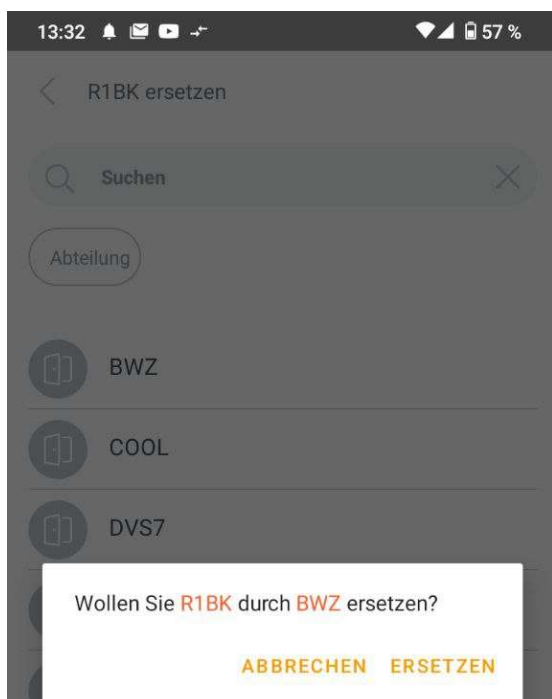 13:32 57 %
R1BK ersetzen
Suchen
Abteilung
BWZ
COOL
DVS7
Wollen Sie R1BK durch BWZ ersetzen?
ABBRECHEN ERSETZEN